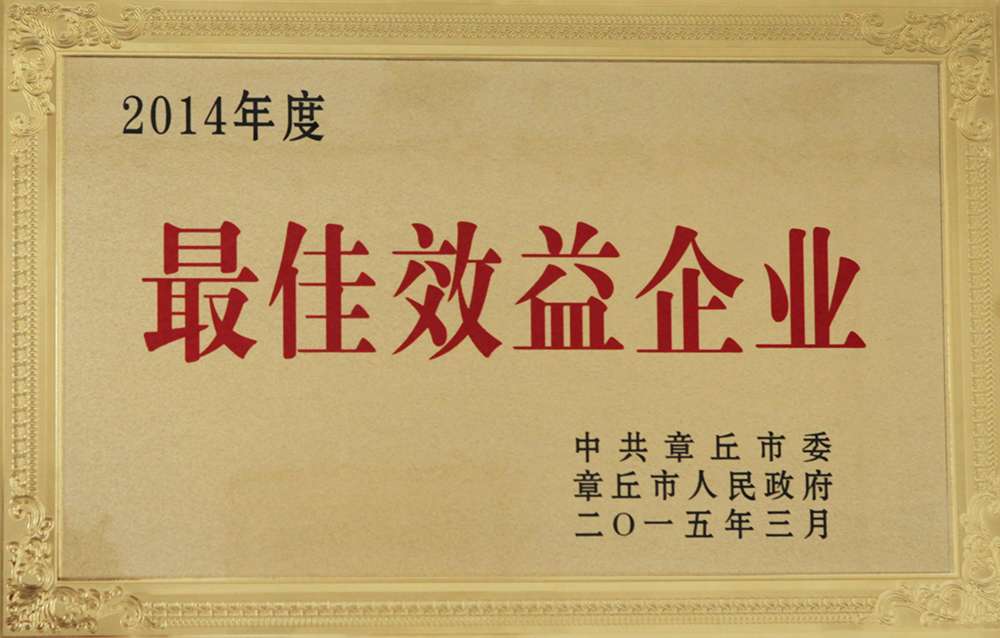 2014年度
最佳效益企业
中共章丘市委
章丘市人民政府
二〇一五年三月